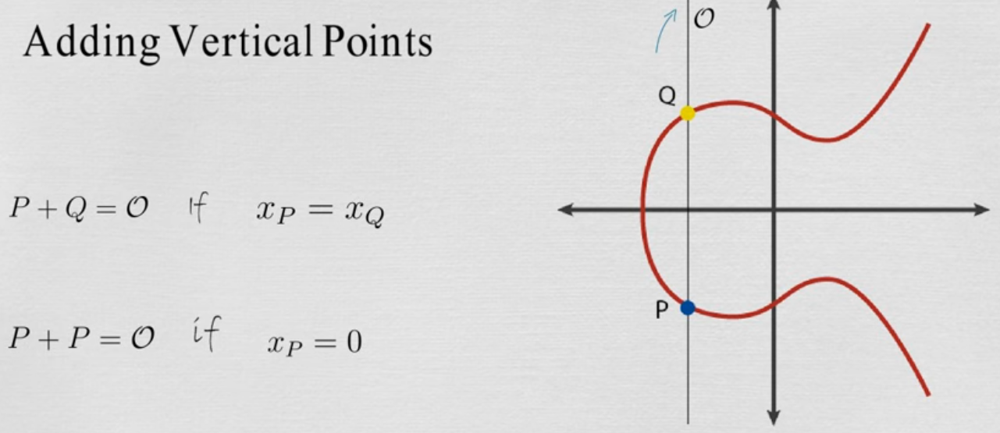 Adding Vertical Points
P + Q = 𝒪 if x_P = x_Q
P + P = 𝒪 if x_P = 0
𝒪
Q
P